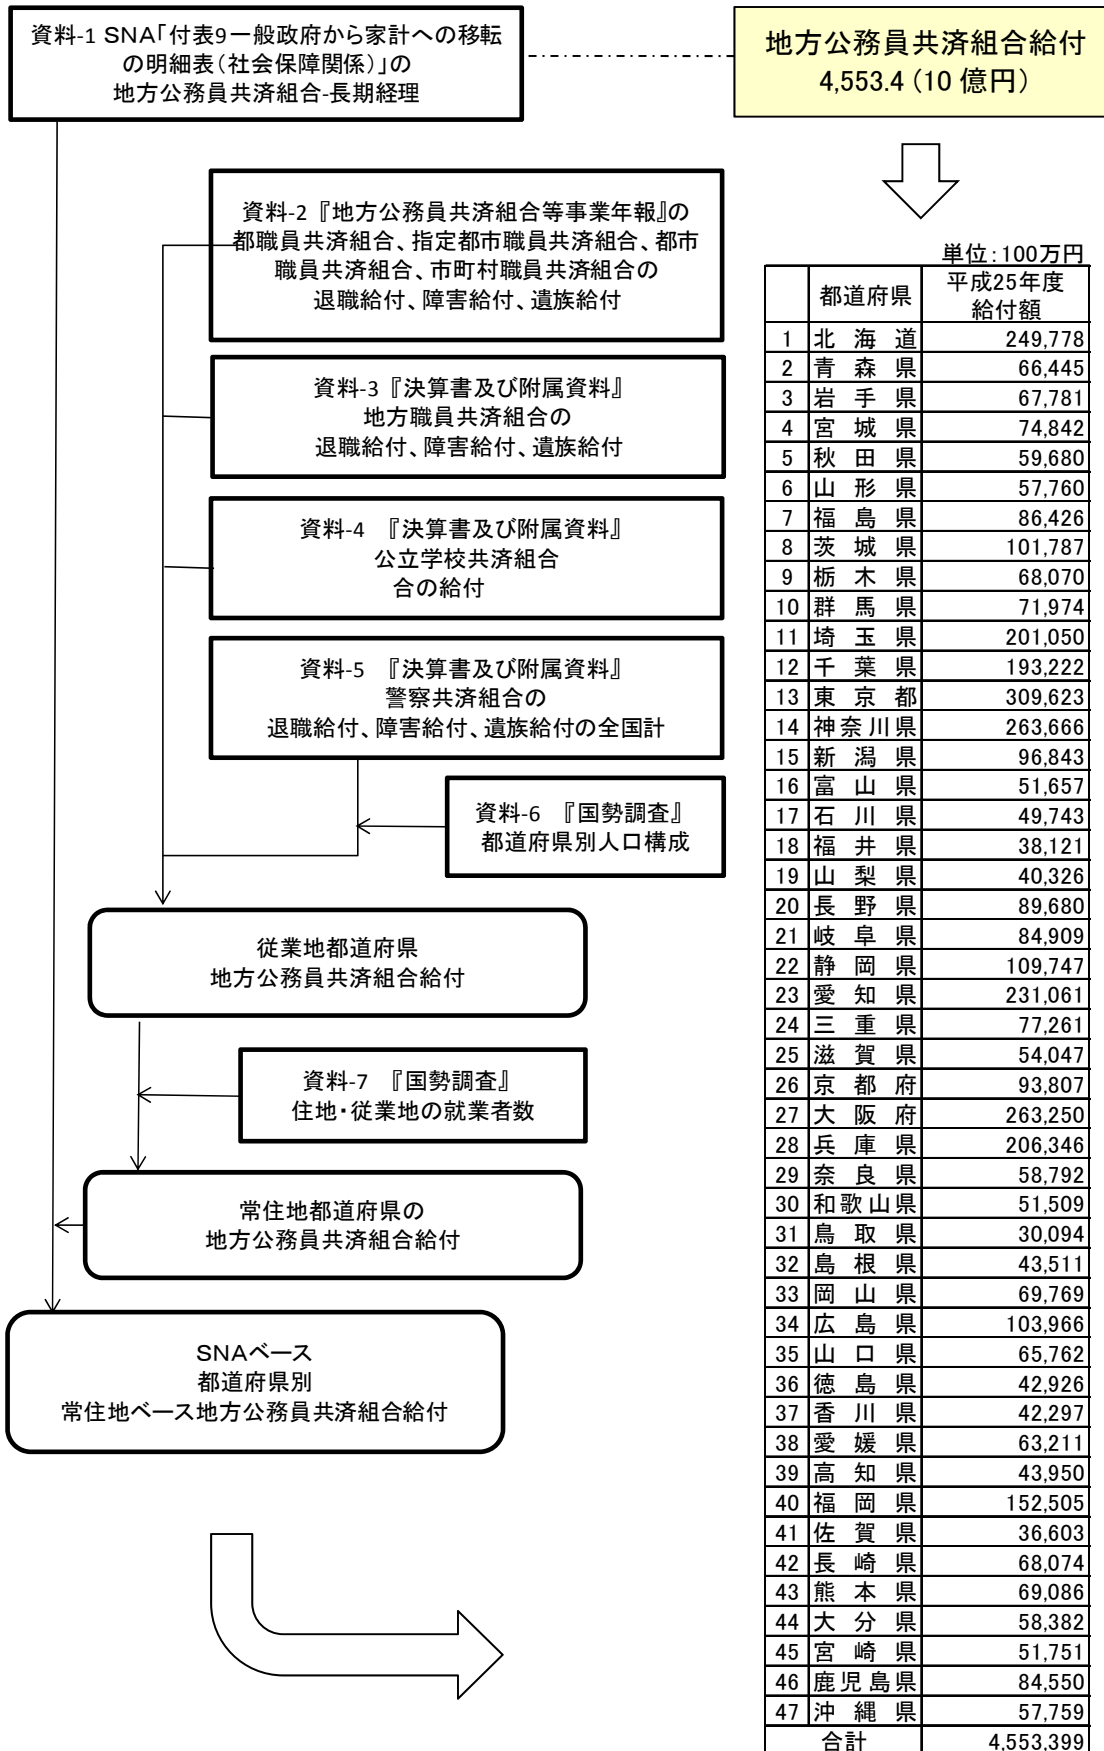 資料-1 SNA「付表9一般政府から家計への移転
の明細表（社会保障関係）」の
地方公務員共済組合-長期経理
地方公務員共済組合給付
4,553.4（10 億円）
資料-2『地方公務員共済組合等事業年報』の
都職員共済組合、指定都市職員共済組合、都市
職員共済組合、市町村職員共済組合の
退職給付、障害給付、遺族給付
資料-3『決算書及び附属資料』
地方職員共済組合の
退職給付、障害給付、遺族給付
資料-4 『決算書及び附属資料』
公立学校共済組合
合の給付
資料-5 『決算書及び附属資料』
警察共済組合の
退職給付、障害給付、遺族給付の全国計
資料-6 『国勢調査』
都道府県別人口構成
従業地都道府県
地方公務員共済組合給付
資料-7 『国勢調査』
住地・従業地の就業者数
常住地都道府県の
地方公務員共済組合給付
SNAベース
都道府県別
常住地ベース地方公務員共済組合給付
単位：100万円
都道府県 平成25年度
給付額
1 北海道 249,778
2 青森県 66,445
3 岩手県 67,781
4 宮城県 74,842
5 秋田県 59,680
6 山形県 57,760
7 福島県 86,426
8 茨城県 101,787
9 栃木県 68,070
10 群馬県 71,974
11 埼玉県 201,050
12 千葉県 193,222
13 東京都 309,623
14 神奈川県 263,666
15 新潟県 96,843
16 富山県 51,657
17 石川県 49,743
18 福井県 38,121
19 山梨県 40,326
20 長野県 89,680
21 岐阜県 84,909
22 静岡県 109,747
23 愛知県 231,061
24 三重県 77,261
25 滋賀県 54,047
26 京都府 93,807
27 大阪府 263,250
28 兵庫県 206,346
29 奈良県 58,792
30 和歌山県 51,509
31 鳥取県 30,094
32 島根県 43,511
33 岡山県 69,769
34 広島県 103,966
35 山口県 65,762
36 徳島県 42,926
37 香川県 42,297
38 愛媛県 63,211
39 高知県 43,950
40 福岡県 152,505
41 佐賀県 36,603
42 長崎県 68,074
43 熊本県 69,086
44 大分県 58,382
45 宮崎県 51,751
46 鹿児島県 84,550
47 沖縄県 57,759
合計 4,553,399